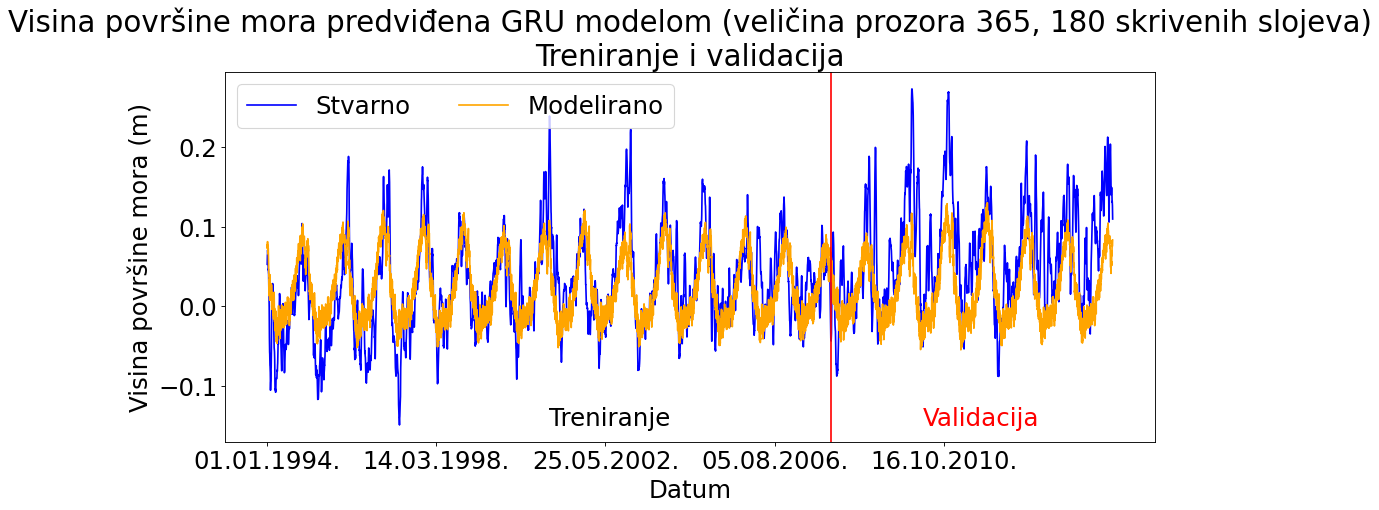 Visina površine mora predviđena GRU modelom (veličina prozora 365, 180 skrivenih slojeva)
Treniranje i validacija
Stvarno Modelirano
Visina površine mora (m)
0.2
0.1
0.0
−0.1
Treniranje Validacija
01.01.1994. 14.03.1998. 25.05.2002. 05.08.2006. 16.10.2010.
Datum